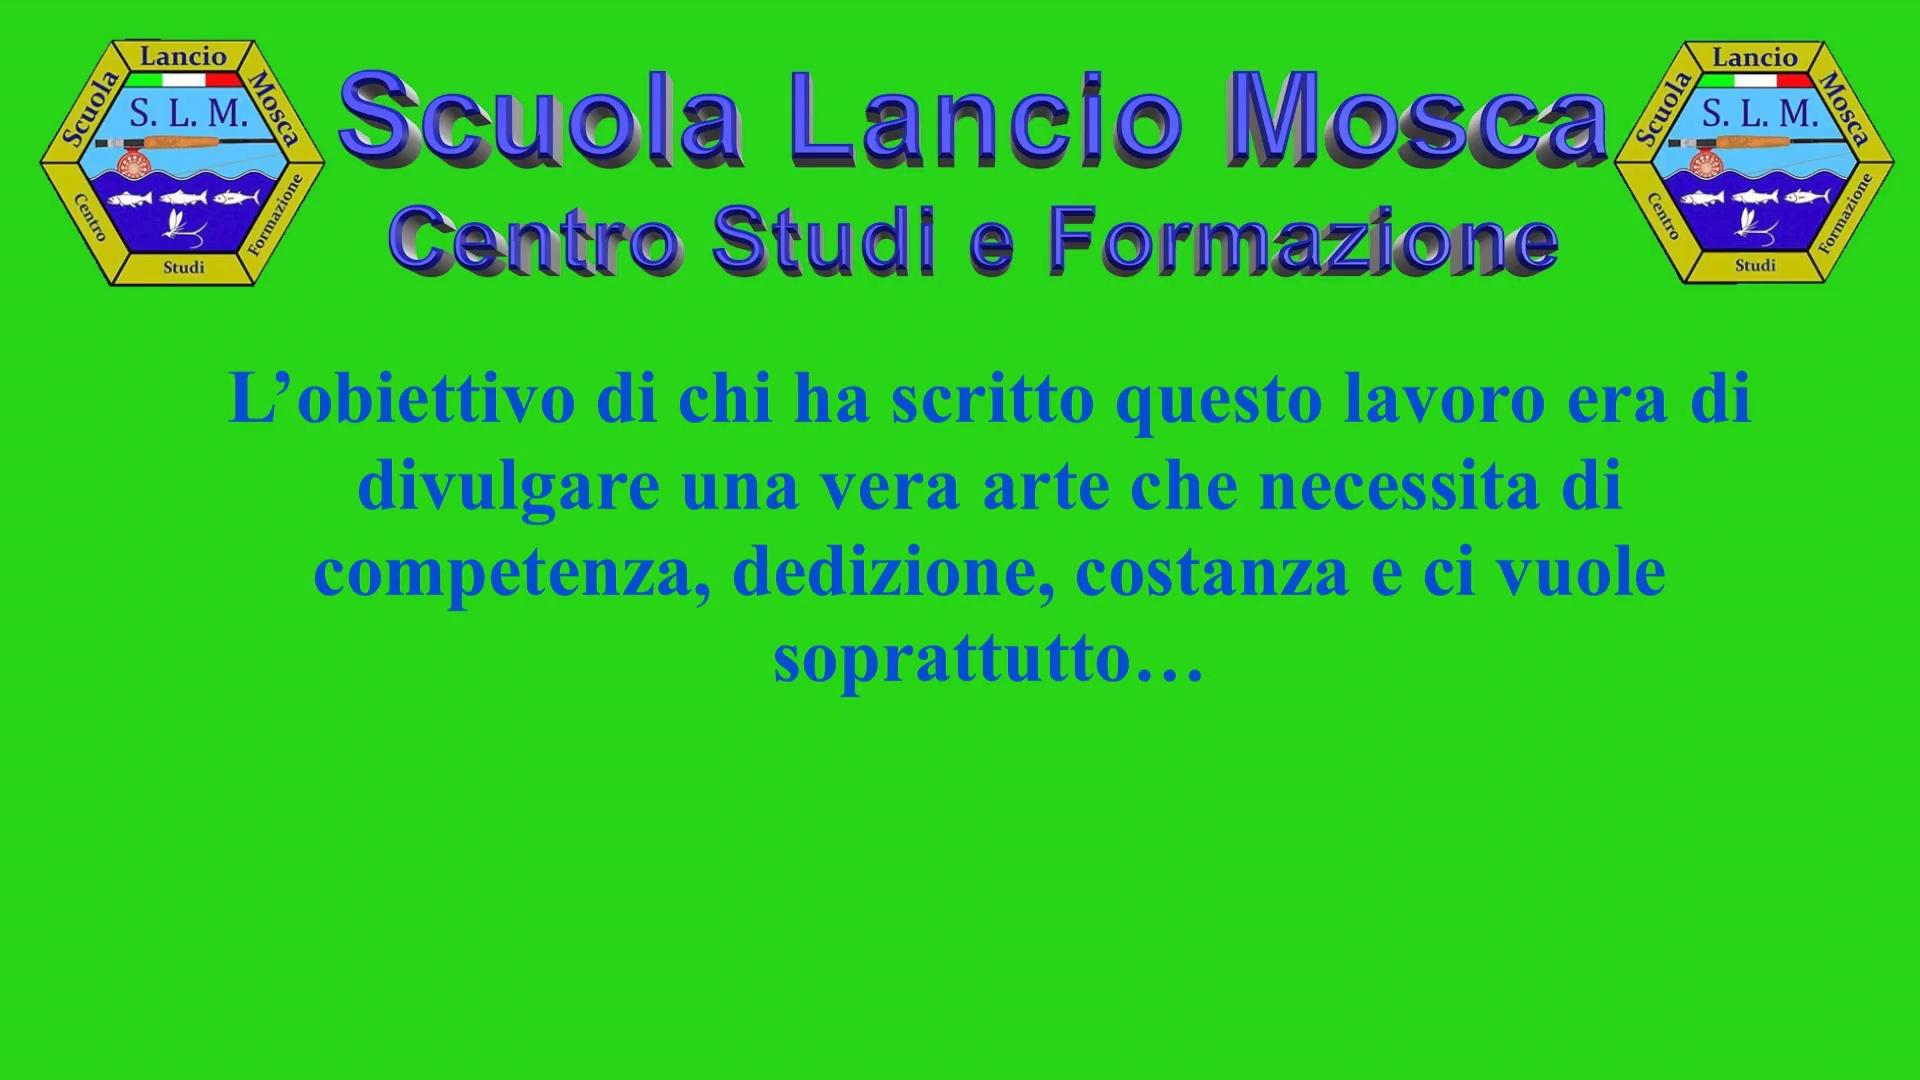 Scuola Lancio Mosca
Centro Studi e Formazione
Scuola Lancio Mosca
S. L. M.
Centro Studi Formazione
Scuola Lancio Mosca
S. L. M.
Centro Studi Formazione
L’obiettivo di chi ha scritto questo lavoro era di
divulgare una vera arte che necessita di
competenza, dedizione, costanza e ci vuole
soprattutto…